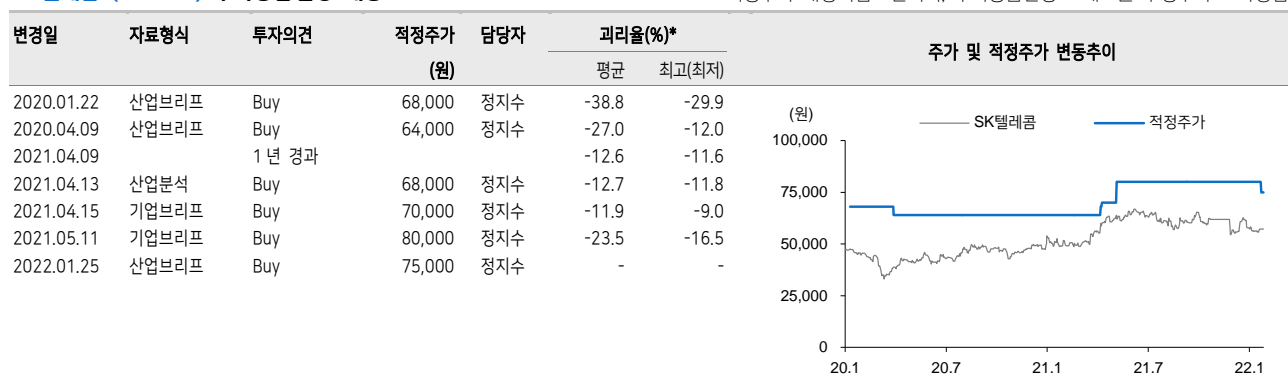 변경일 자료형식 투자의견 적정주가 담당자 괴리율(%)*
(원) 평균 최고(최저)
2020.01.22 산업브리프 Buy 68,000 정지수 -38.8 -29.9
2020.04.09 산업브리프 Buy 64,000 정지수 -27.0 -12.0
2021.04.09 1년 경과 -12.6 -11.6
2021.04.13 산업분석 Buy 68,000 정지수 -12.7 -11.8
2021.04.15 기업브리프 Buy 70,000 정지수 -11.9 -9.0
2021.05.11 기업브리프 Buy 80,000 정지수 -23.5 -16.5
2022.01.25 산업브리프 Buy 75,000 정지수 - -
주가 및 적정주가 변동추이
(원)
SK텔레콤 적정주가
100,000
75,000
50,000
25,000
0
20.1 20.7 21.1 21.7 22.1